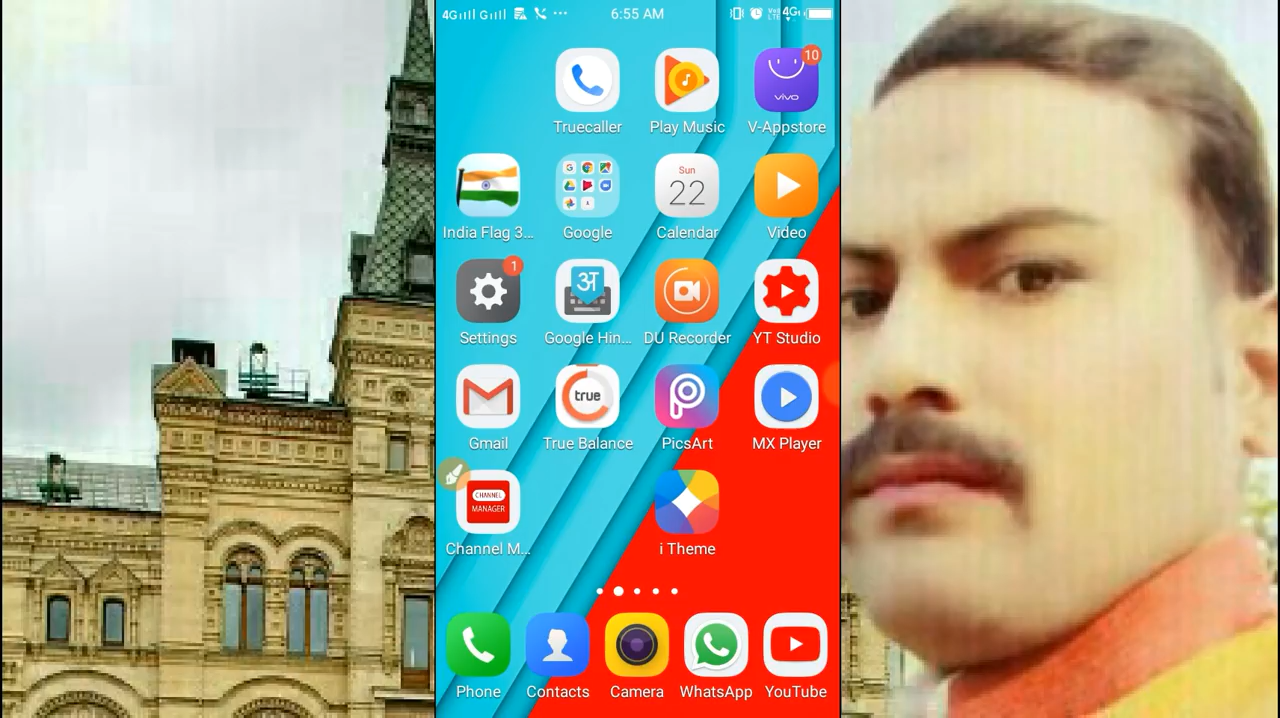 4G G ... 6:55 AM VoLTE 4G
10
vivo
Truecaller Play Music V-Appstore
Sun
22
India Flag 3... Google Calendar Video
1
अ
Settings Google Hin... DU Recorder YT Studio
true
Gmail True Balance PicsArt MX Player
CHANNEL
MANAGER
Channel M... i Theme
Phone Contacts Camera WhatsApp YouTube